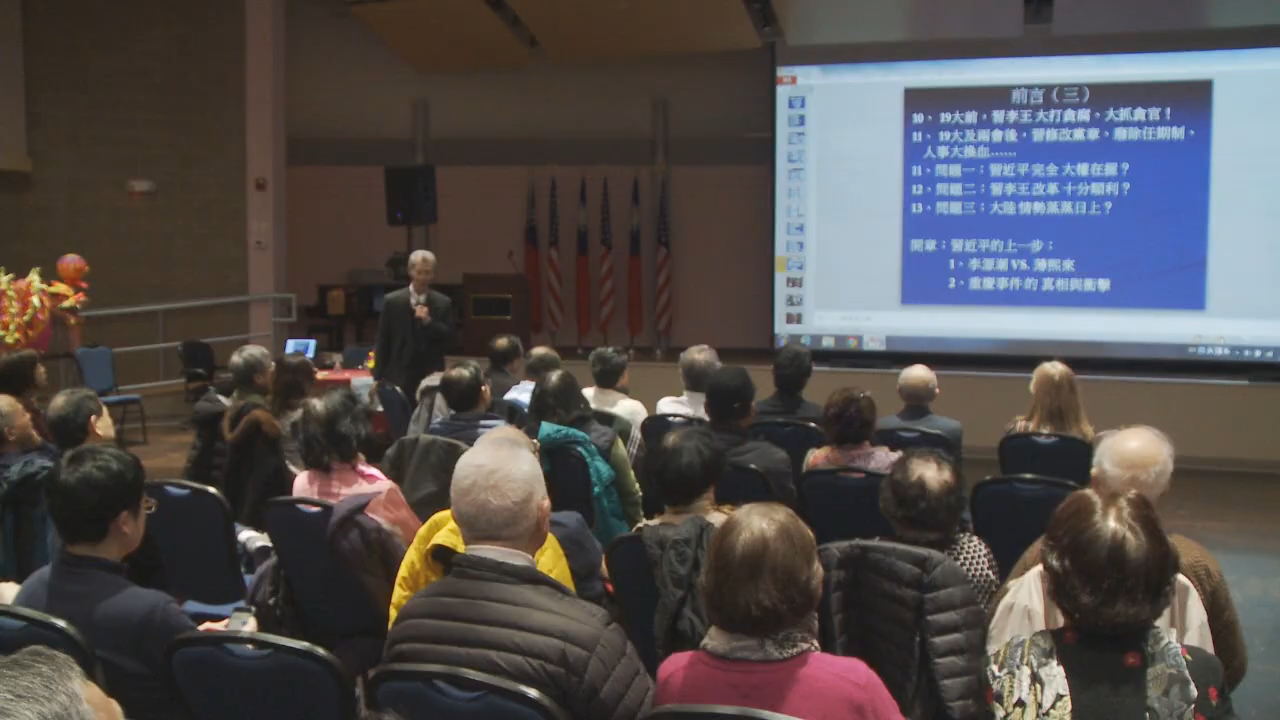 前言（三）
10、 19大前，習李王大打貪腐，大抓貪官！
11、 19大及兩會後，習修改黨章、廢除任期制、
人事大換血……
11、問題一：習近平完全 大權在握？
12、問題二：習李王 改革 十分順利？
13、問題三：大陸 情勢蒸蒸日上？
開章：習近平的上一步：
1、李源潮 VS. 薄熙來
2、重慶事件的 真相與衝擊